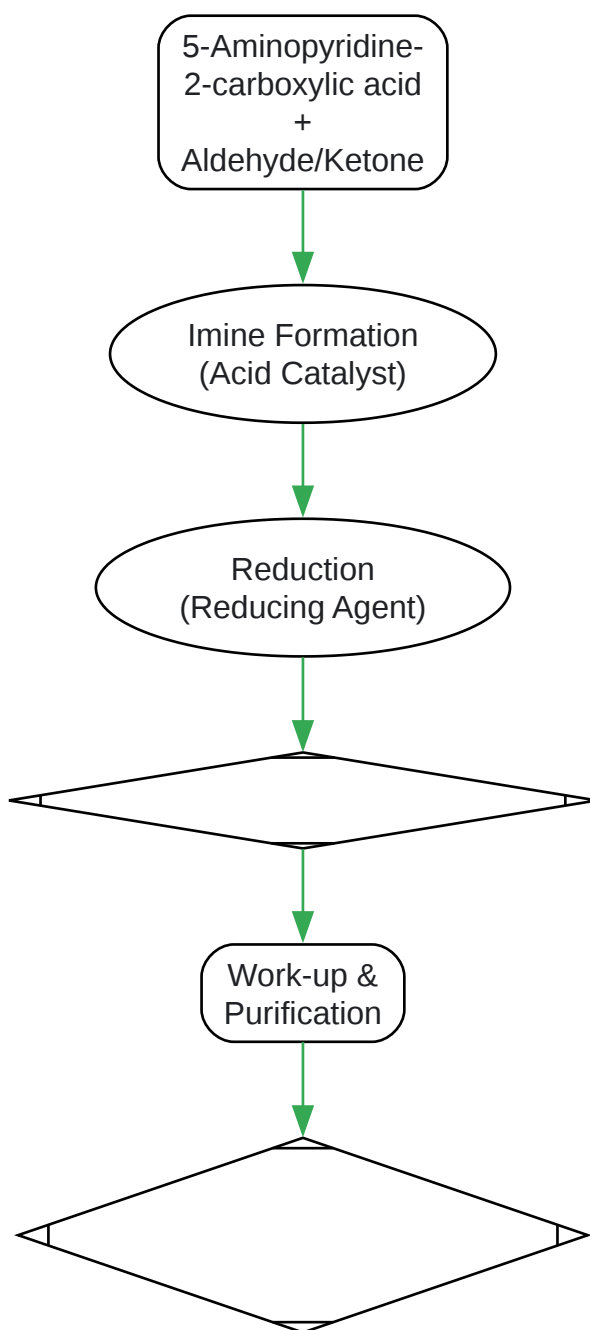 5-Aminopyridine-
2-carboxylic acid
+
Aldehyde/Ketone
Imine Formation
(Acid Catalyst)
Reduction
(Reducing Agent)
Work-up &
Purification